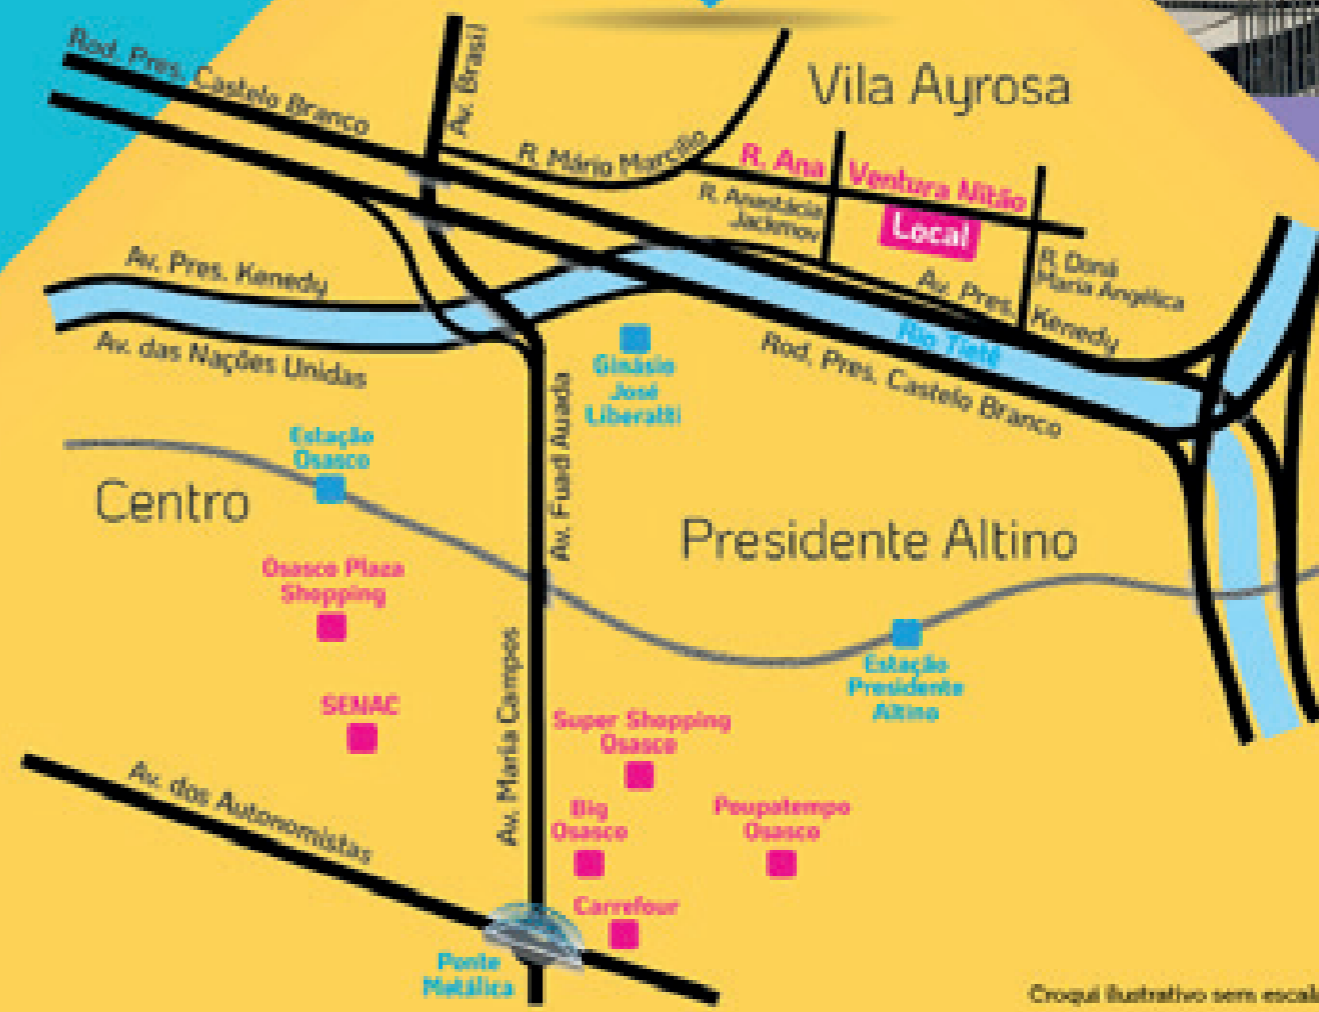 Rod. Pres. Castelo Branco
Av. Brasil
Vila Ayrosa
R. Mário Marcílio
R. Ana
Ventura Nitão
R. Anastácia
Jackmov
Local
R. Doná
Maria Angélica
Av. Pres. Kenedy
Av. Pres. Kenedy
Rio Tietê
Rod. Pres. Castelo Branco
Av. das Nações Unidas
Ginásio
José
Liberatti
Av. Fuad Auada
Estação
Osasco
Centro
Presidente Altino
Osasco Plaza
Shopping
Estação
Presidente
Altino
SENAC
Av. Maria Campos
Super Shopping
Osasco
Av. dos Autonomistas
Big
Osasco
Poupatempo
Osasco
Carrefour
Ponte
Metálica
Croqui ilustrativo sem escala